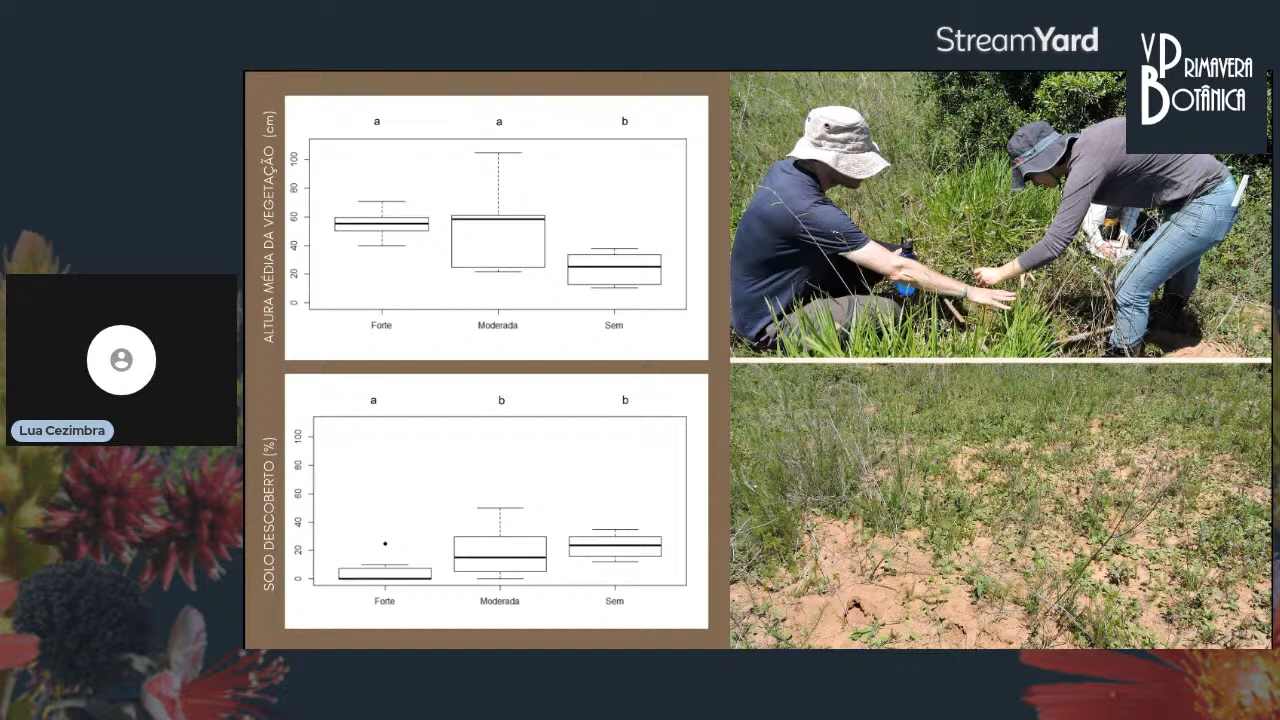 StreamYard
V PRIMAVERA
BOTÂNICA
ALTURA MÉDIA DA VEGETAÇÃO (cm)
a a b
100
80
60
40
20
0
Forte Moderada Sem
Lua Cezimbra
SOLO DESCOBERTO (%)
a b b
100
80
60
40
20
0
Forte Moderada Sem